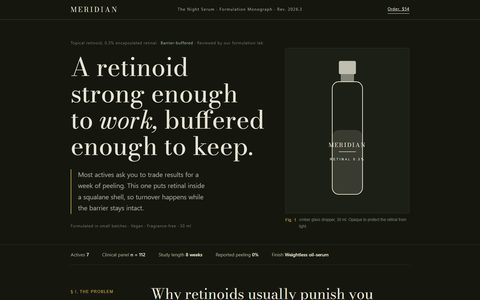 MERIDIAN
The Night Serum · Formulation Monograph · Rev. 2026.2
Order, $54
Topical retinoid · 0.3% encapsulated retinal · Barrier-buffered · Reviewed by our formulation lab
A retinoid
strong enough
to work, buffered
enough to keep.
Most actives ask you to trade results for a
week of peeling. This one puts retinal inside
a squalane shell, so turnover happens while
the barrier stays intact.
Formulated in small batches · Vegan · Fragrance-free · 30 ml
MERIDIAN
RETINAL 0.3%
Fig. 1 Amber glass dropper, 30 ml. Opaque to protect the retinal from
light.
Actives 7 Clinical panel n = 112 Study length 8 weeks Reported peeling 0% Finish Weightless oil-serum
§ 1. THE PROBLEM
Why retinoids usually punish you